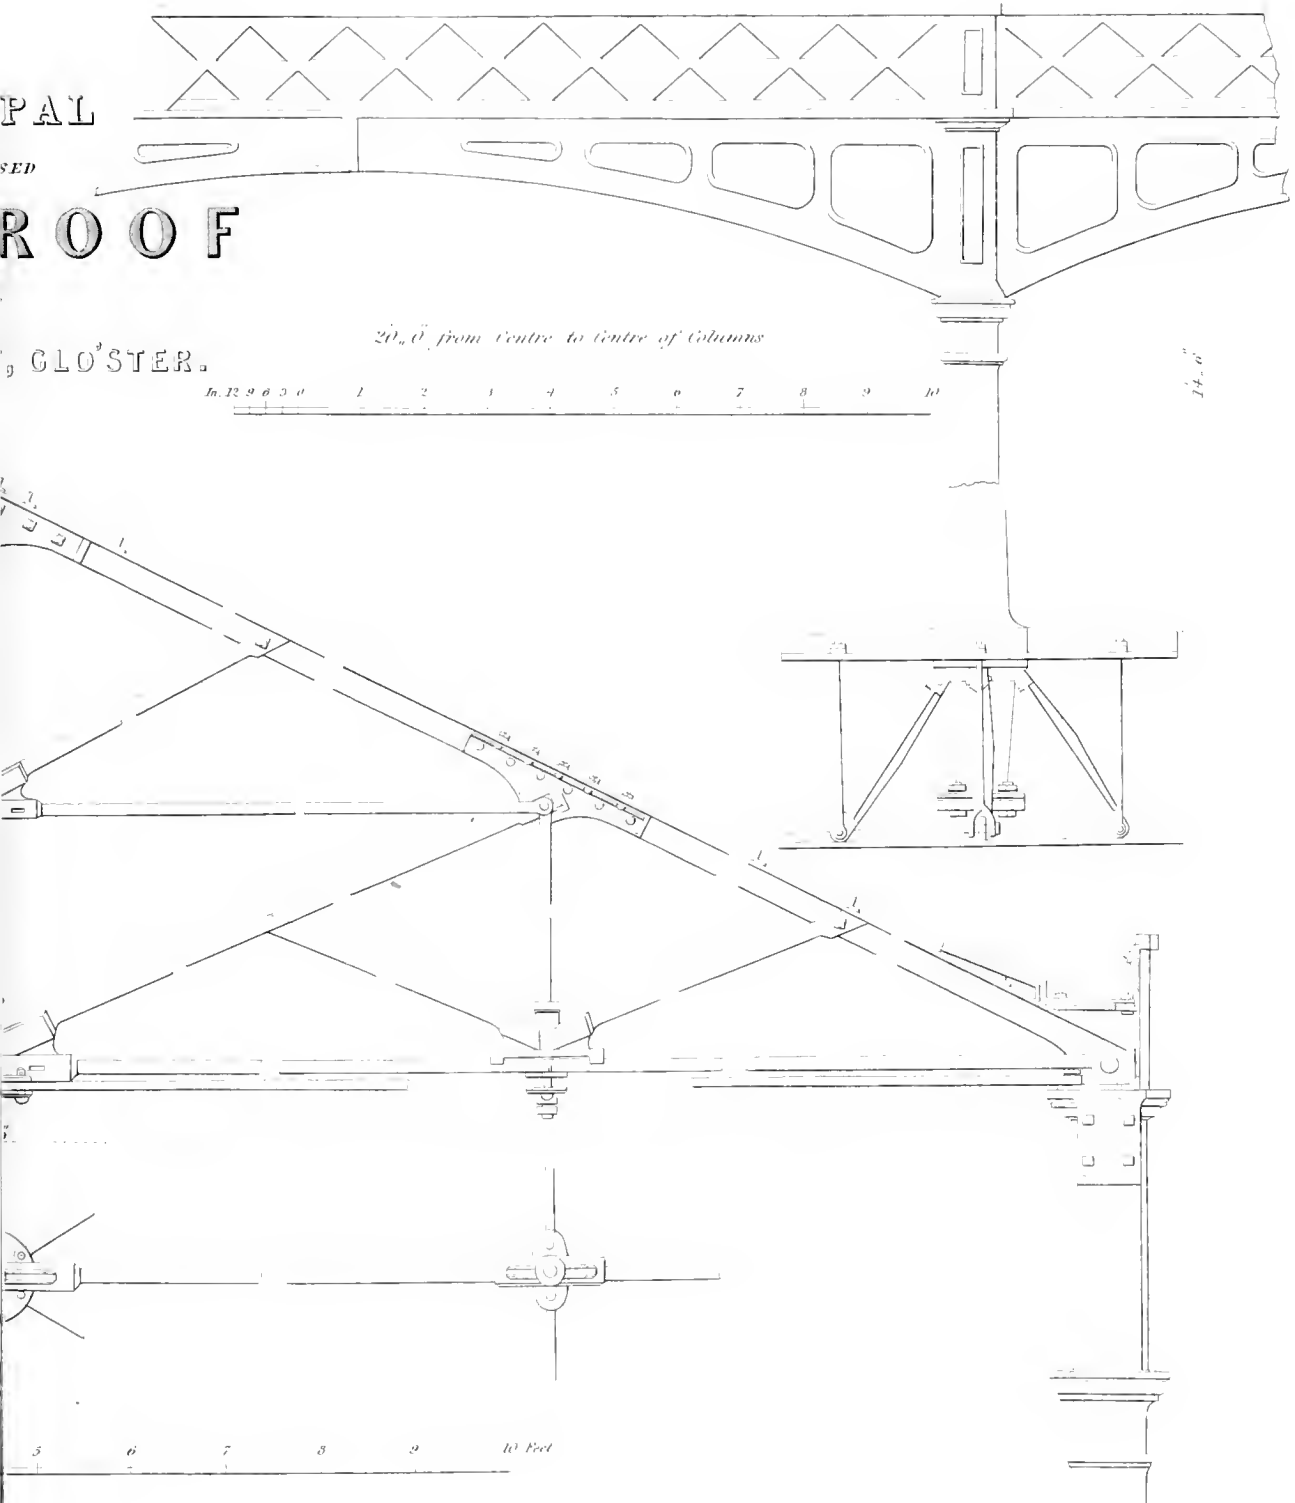 PAL
SED
ROOF
, GLO'STER.
20,,0" from Centre to Centre of Columns
14,,0"
In. 12 9 6 3 0 1 2 3 4 5 6 7 8 9 10
5 6 7 8 9 10 Feet